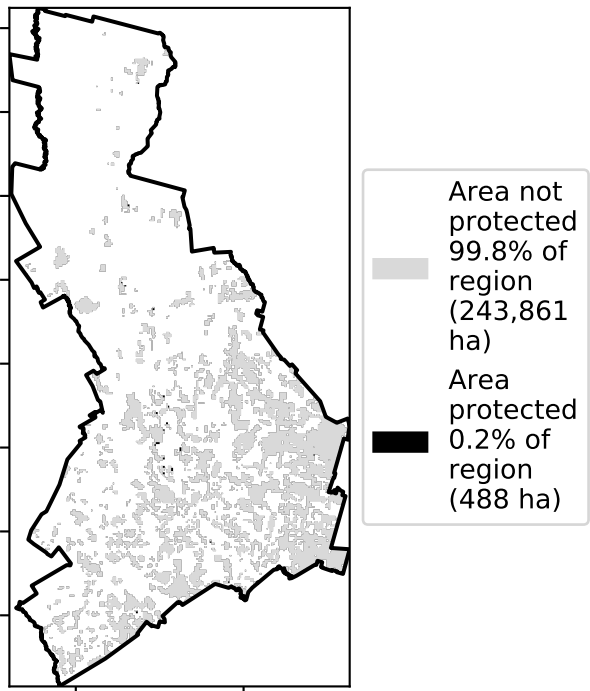 Area not
protected
99.8% of
region
(243,861
ha)
Area
protected
0.2% of
region
(488 ha)